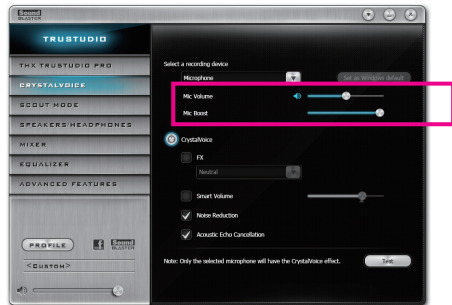 Sound
BLASTER
TRUSTUDIO
THX TRUSTUDIO PRO
CRYSTALVOICE
SCOUT MODE
SPEAKERS/HEADPHONES
MIXER
EQUALIZER
ADVANCED FEATURES
PROFILE
f
Sound
BLASTER
<CUSTOM>
Select a recording device
Microphone
Set as Windows default
Mic Volume
Mic Boost
CrystalVoice
FX
Neutral
Smart Volume
Noise Reduction
Acoustic Echo Cancellation
Note: Only the selected microphone will have the CrystalVoice effect.
Test